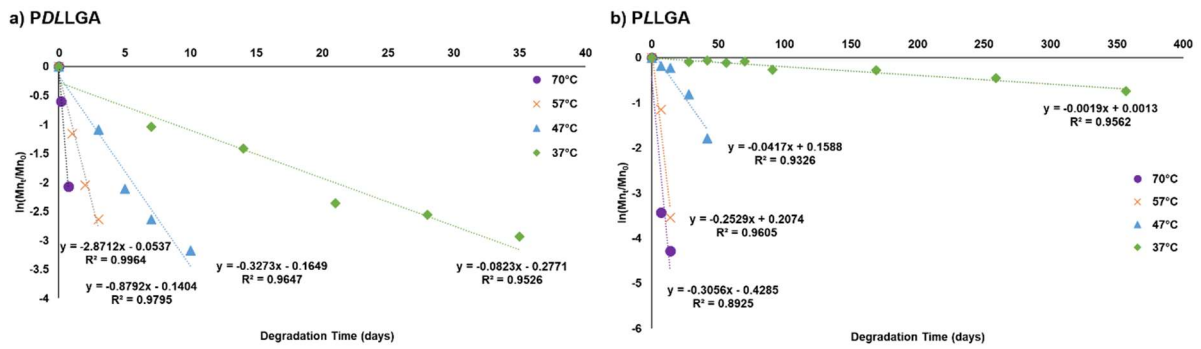 a) PDLLGA
0 5 10 15 20 25 30 35 40
0
-0.5
-1
-1.5
-2
-2.5
-3
-3.5
-4
ln(Mnt/Mn0)
70°C
57°C
47°C
37°C
y = -2.8712x - 0.0537
R² = 0.9964
y = -0.8792x - 0.1404
R² = 0.9795
y = -0.3273x - 0.1649
R² = 0.9647
y = -0.0823x - 0.2771
R² = 0.9526
Degradation Time (days)
b) PLLGA
0 50 100 150 200 250 300 350 400
0
-1
-2
-3
-4
-5
-6
ln(Mnt/Mn0)
y = -0.0019x + 0.0013
R² = 0.9562
y = -0.0417x + 0.1588
R² = 0.9326
70°C
57°C
47°C
37°C
y = -0.2529x + 0.2074
R² = 0.9605
y = -0.3056x - 0.4285
R² = 0.8925
Degradation Time (days)